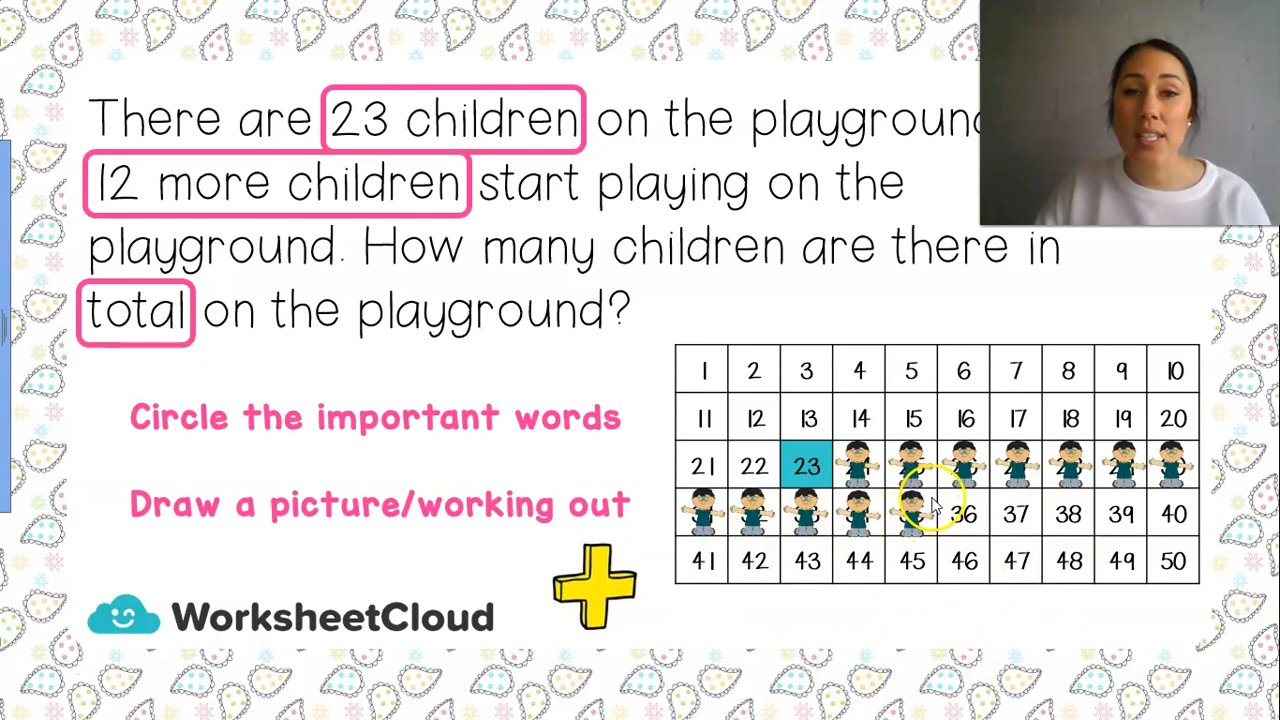 There are 23 children on the playground
12 more children start playing on the
playground. How many children are there in
total on the playground?
Circle the important words
Draw a picture/working out
WorksheetCloud
1 2 3 4 5 6 7 8 9 10
11 12 13 14 15 16 17 18 19 20
21 22 23
36 37 38 39 40
41 42 43 44 45 46 47 48 49 50